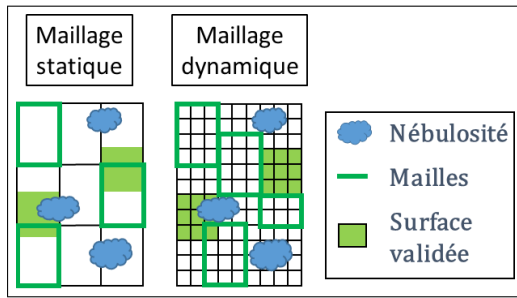 Maillage
statique
Maillage
dynamique
Nébulosité
Mailles
Surface
validée